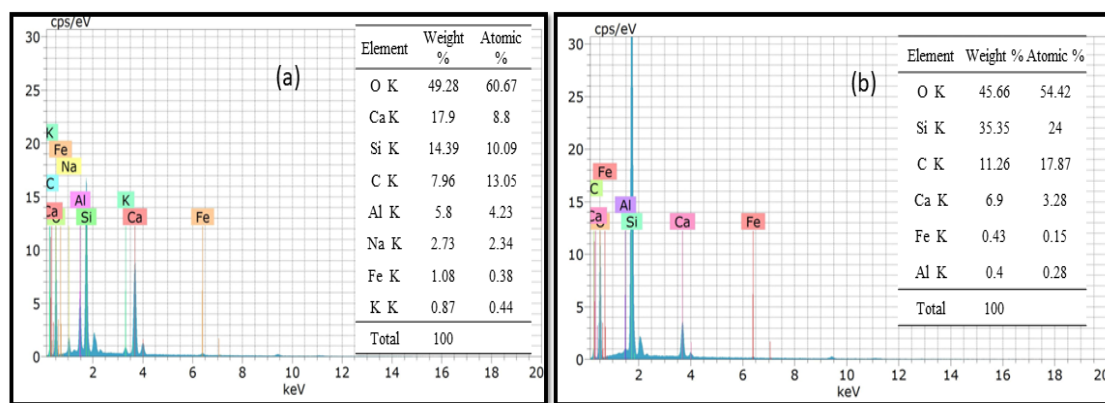 cps/eV
30
25
20
15
10
5
0
K
Fe
Na
C
Al
K
Ca
Si
Ca
Fe
(a)
Element Weight % Atomic %
O K 49.28 60.67
Ca K 17.9 8.8
Si K 14.39 10.09
C K 7.96 13.05
Al K 5.8 4.23
Na K 2.73 2.34
Fe K 1.08 0.38
K K 0.87 0.44
Total 100
2 4 6 8 10 12 14 16 18 20
keV
cps/eV
30
25
20
15
10
5
0
Fe
C
Al
Ca
Si
Ca
Fe
(b)
Element Weight % Atomic %
O K 45.66 54.42
Si K 35.35 24
C K 11.26 17.87
Ca K 6.9 3.28
Fe K 0.43 0.15
Al K 0.4 0.28
Total 100
2 4 6 8 10 12 14 16 18 20
keV